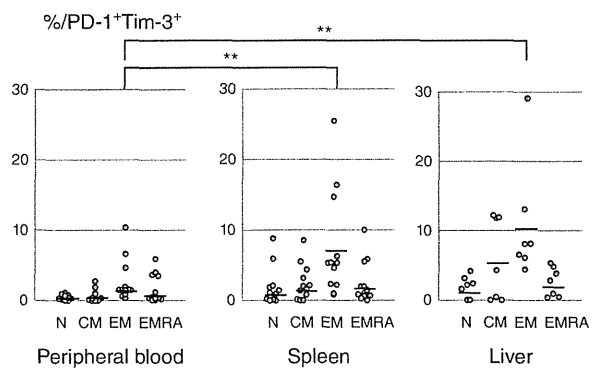 %/PD-1⁺Tim-3⁺
**
**
30 30 30
20 20 20
10 10 10
0 0 0
N CM EM EMRA N CM EM EMRA N CM EM EMRA
Peripheral blood Spleen Liver